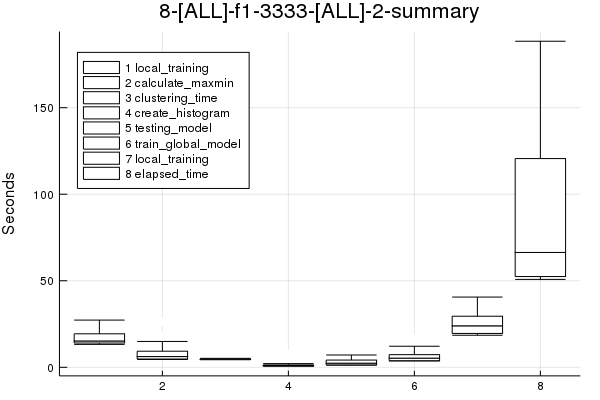 8-[ALL]-f1-3333-[ALL]-2-summary
1 local_training
2 calculate_maxmin
3 clustering_time
4 create_histogram
5 testing_model
6 train_global_model
7 local_training
8 elapsed_time
Seconds
150
100
50
0
2
4
6
8